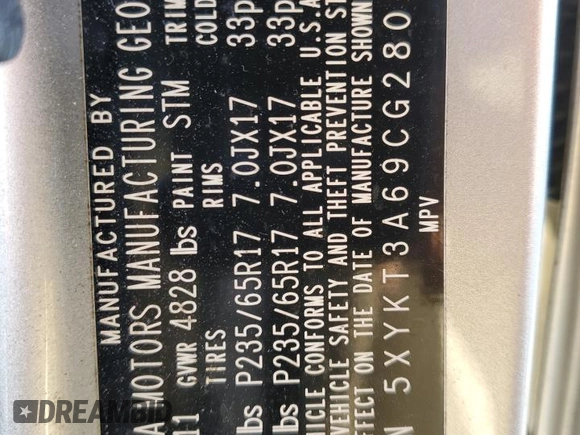 MANUFACTURED BY
A MOTORS MANUFACTURING GEO
11 GVWR 4828 lbs PAINT STM TRIM
TIRES RIMS COLD
lbs P235/65R17 7.0JX17 33p
lbs P235/65R17 7.0JX17 33p
HICLE CONFORMS TO ALL APPLICABLE U.S.A
VEHICLE SAFETY AND THEFT PREVENTION ST
EFFECT ON THE DATE OF MANUFACTURE SHOWN
N 5XYKT3A69CG280
MPV
DREAMBID